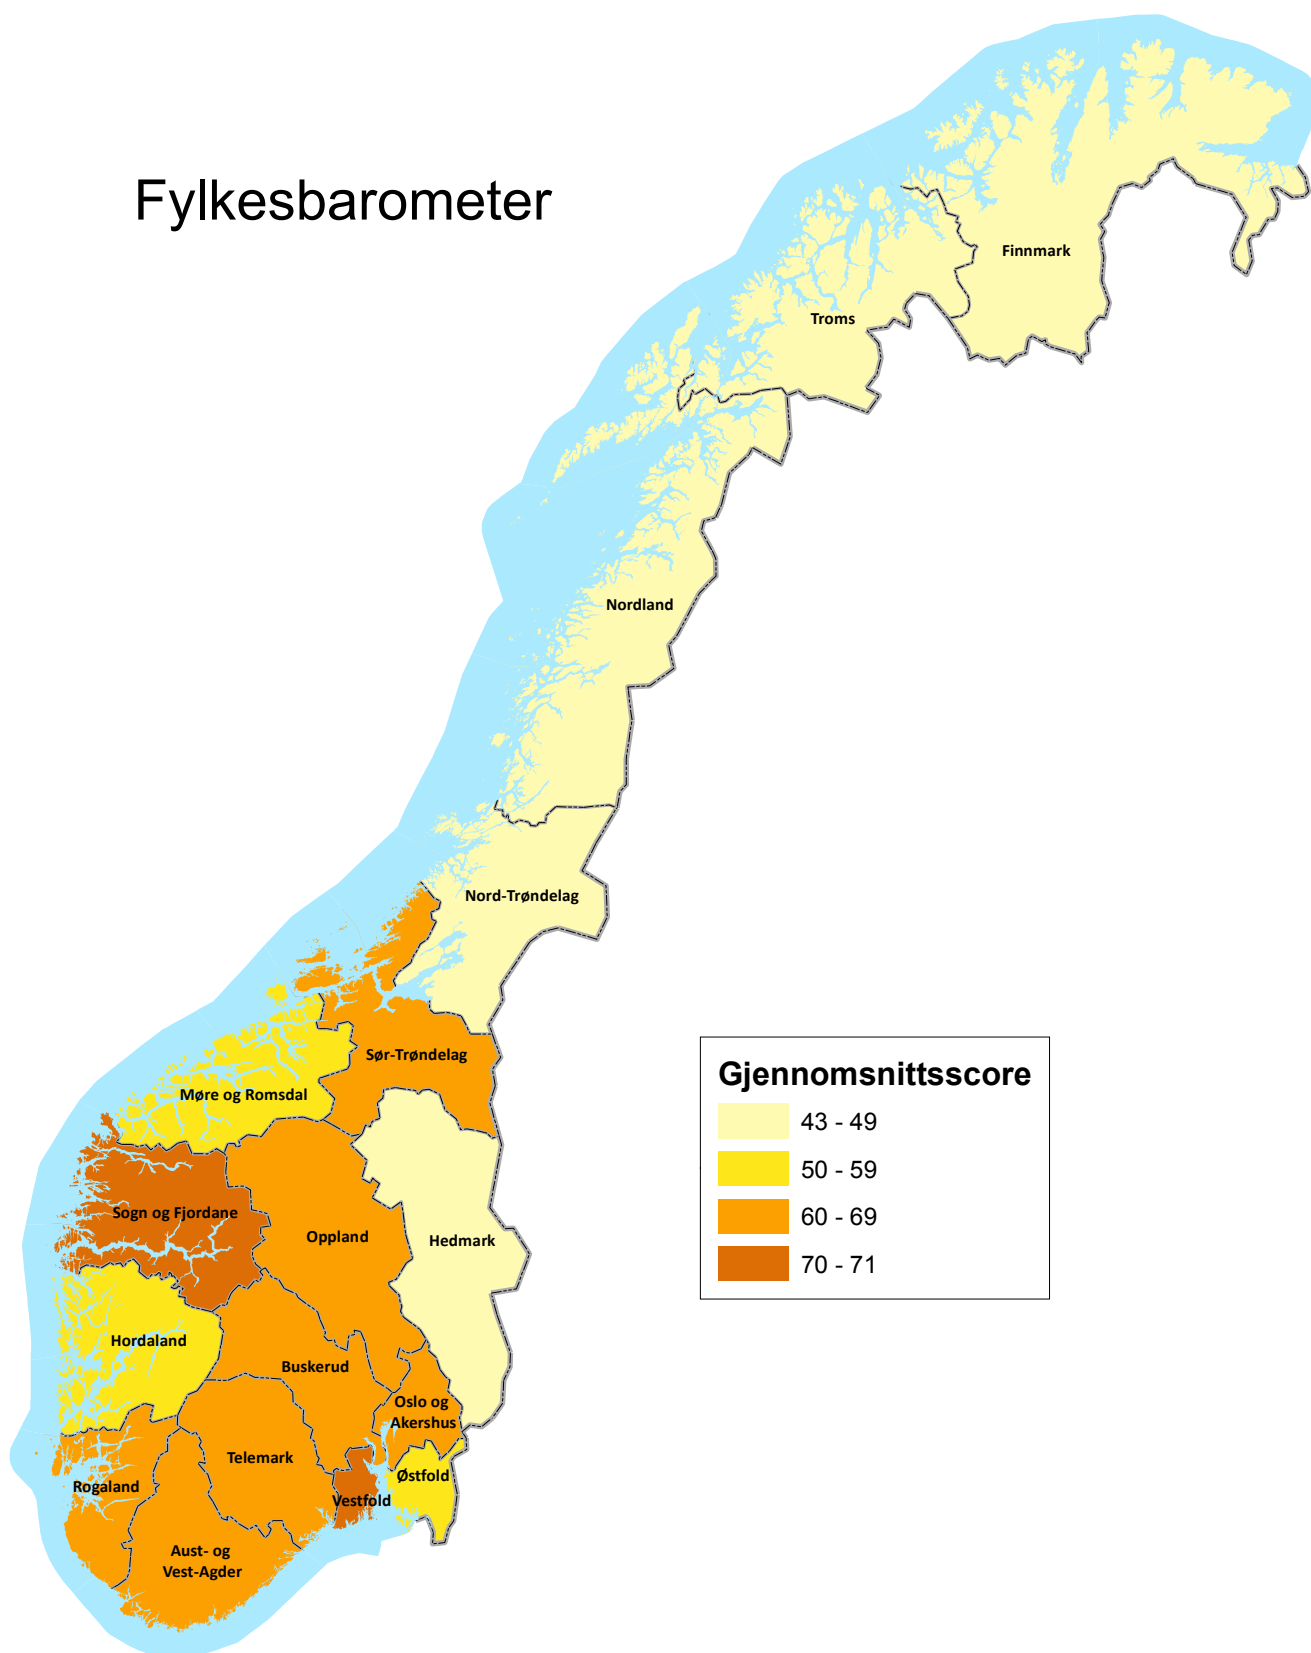 Fylkesbarometer
Finnmark
Troms
Nordland
Nord-Trøndelag
Sør-Trøndelag
Møre og Romsdal
Sogn og Fjordane
Oppland
Hedmark
Hordaland
Buskerud
Oslo og
Akershus
Telemark
Østfold
Rogaland
Vestfold
Aust- og
Vest-Agder
Gjennomsnittsscore
43 - 49
50 - 59
60 - 69
70 - 71